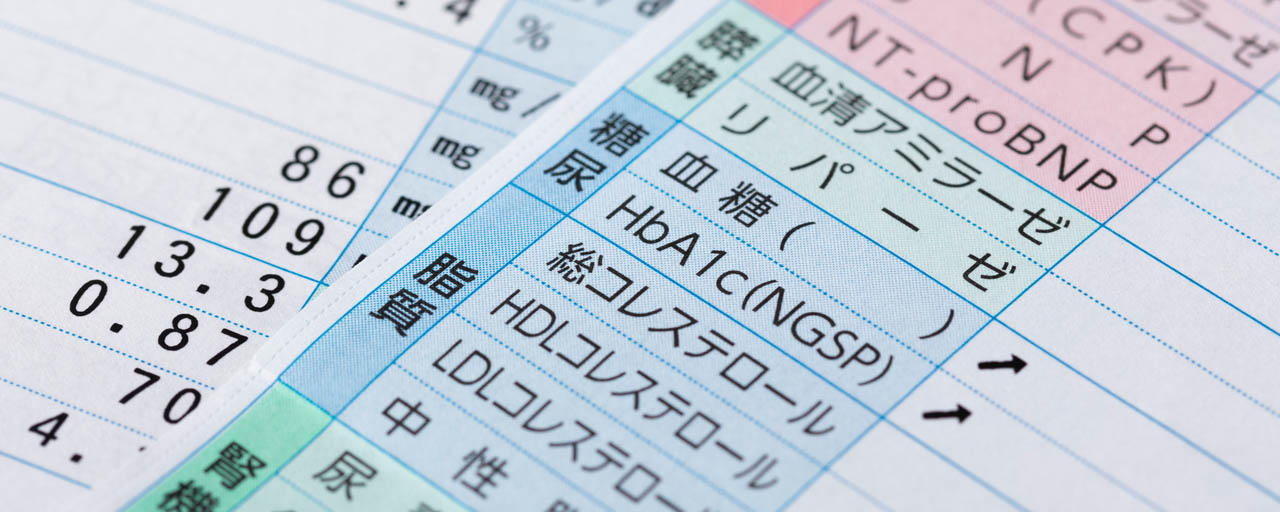 %
mg/
mg
86
109
13.3
0.87
70
4.
(CPK)
NP
NT-proBNP
膵臓
血清アミラーゼ
リパーゼ
糖尿
血糖( )
HbA1c(NGSP)
脂質
総コレステロール
HDLコレステロール
LDLコレステロール
中性
腎機
尿